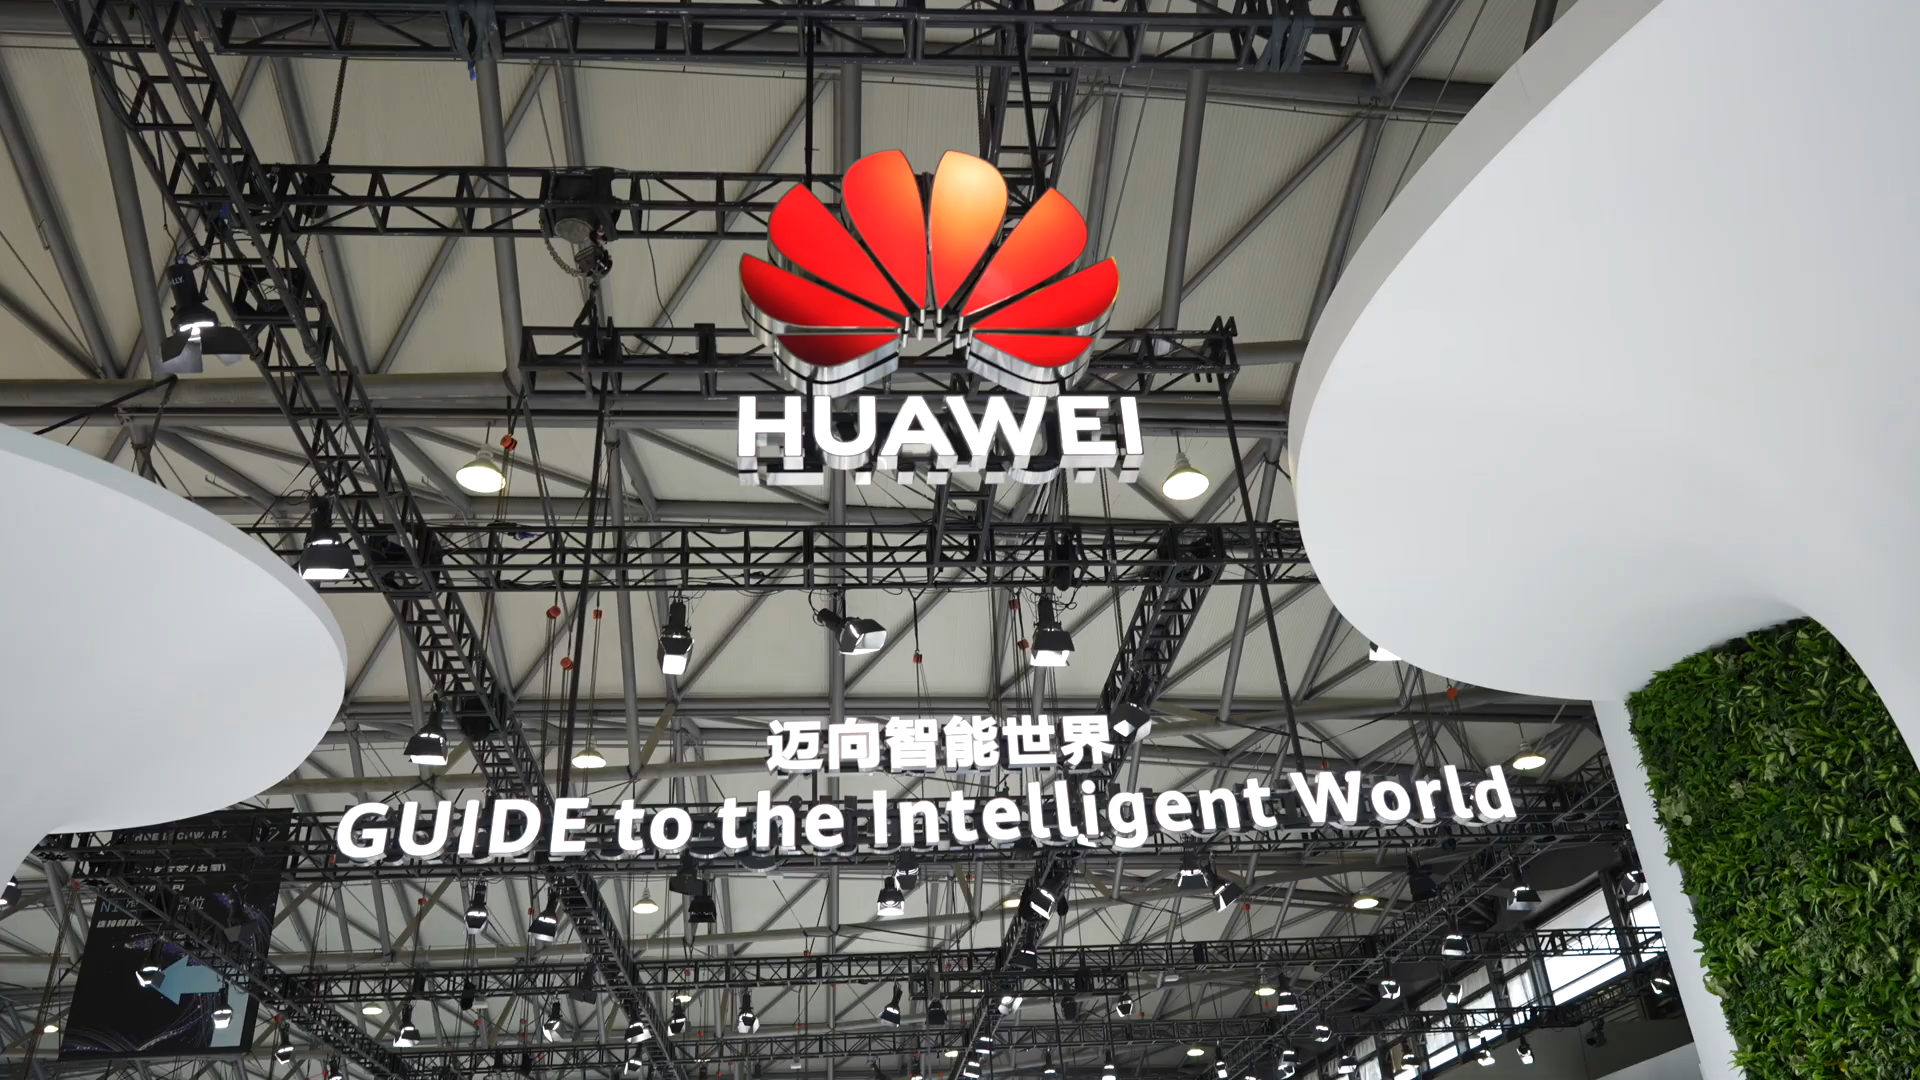 HUAWEI
迈向智能世界
GUIDE to the Intelligent World